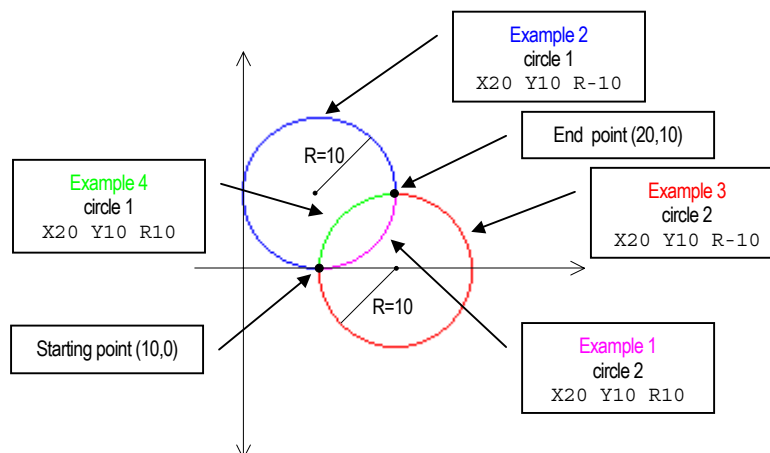 Example 2
circle 1
X20 Y10 R-10
End point (20,10)
R=10
Example 4
circle 1
X20 Y10 R10
Example 3
circle 2
X20 Y10 R-10
R=10
Starting point (10,0)
Example 1
circle 2
X20 Y10 R10